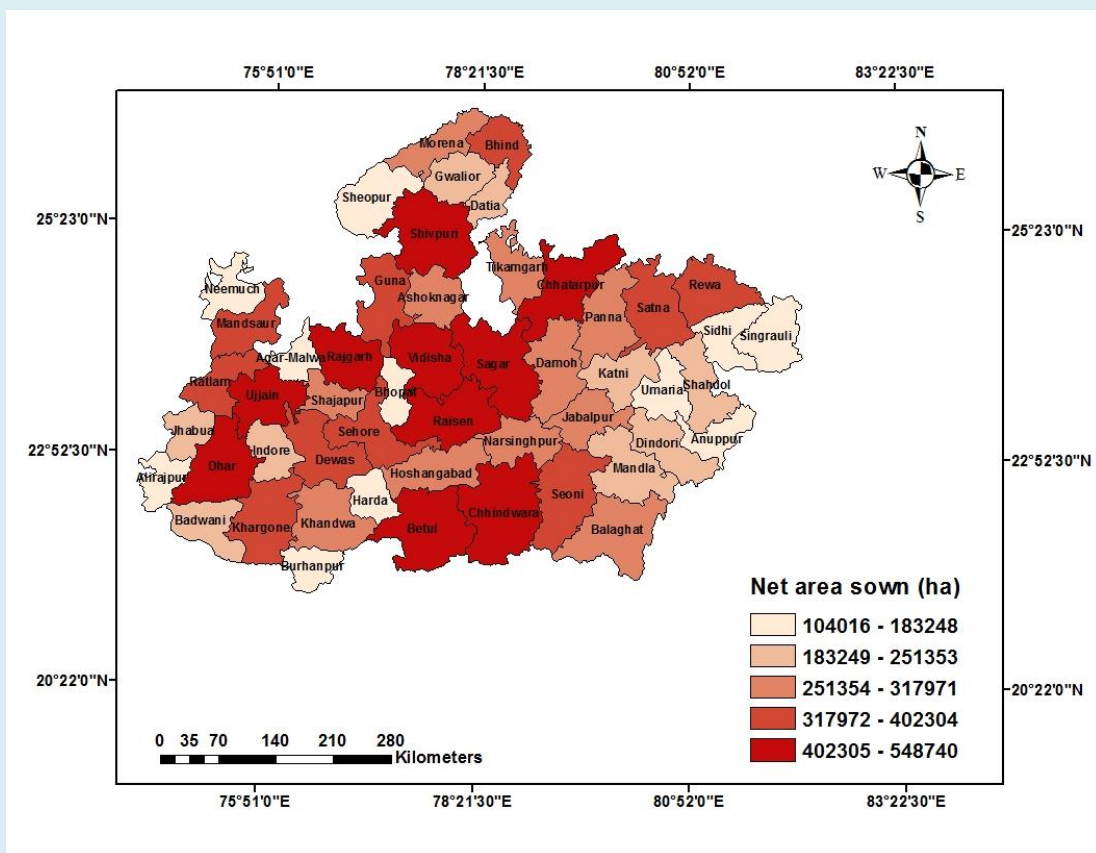 75°51'0"E 78°21'30"E 80°52'0"E 83°22'30"E
N
W E
S
25°23'0"N 25°23'0"N
22°52'30"N 22°52'30"N
20°22'0"N 20°22'0"N
Morena
Bhind
Gwalior
Sheopur
Datia
Shivpuri
Tikamgarh
Guna
Chhatarpur
Rewa
Neemuch
Ashoknagar
Satna
Panna
Mandsaur
Sidhi
Singrauli
Agar-Malwa
Rajgarh
Vidisha
Sagar
Damoh
Katni
Ratlam
Umaria
Shahdol
Ujjain
Bhopal
Shajapur
Raisen
Jabalpur
Jhabua
Sehore
Narsinghpur
Dindori
Anuppur
Indore
Dewas
Dhar
Mandla
Alirajpur
Hoshangabad
Seoni
Harda
Chhindwara
Badwani
Khargone
Khandwa
Betul
Balaghat
Burhanpur
Net area sown (ha)
104016 - 183248
183249 - 251353
251354 - 317971
317972 - 402304
402305 - 548740
0 35 70 140 210 280
Kilometers
75°51'0"E 78°21'30"E 80°52'0"E 83°22'30"E